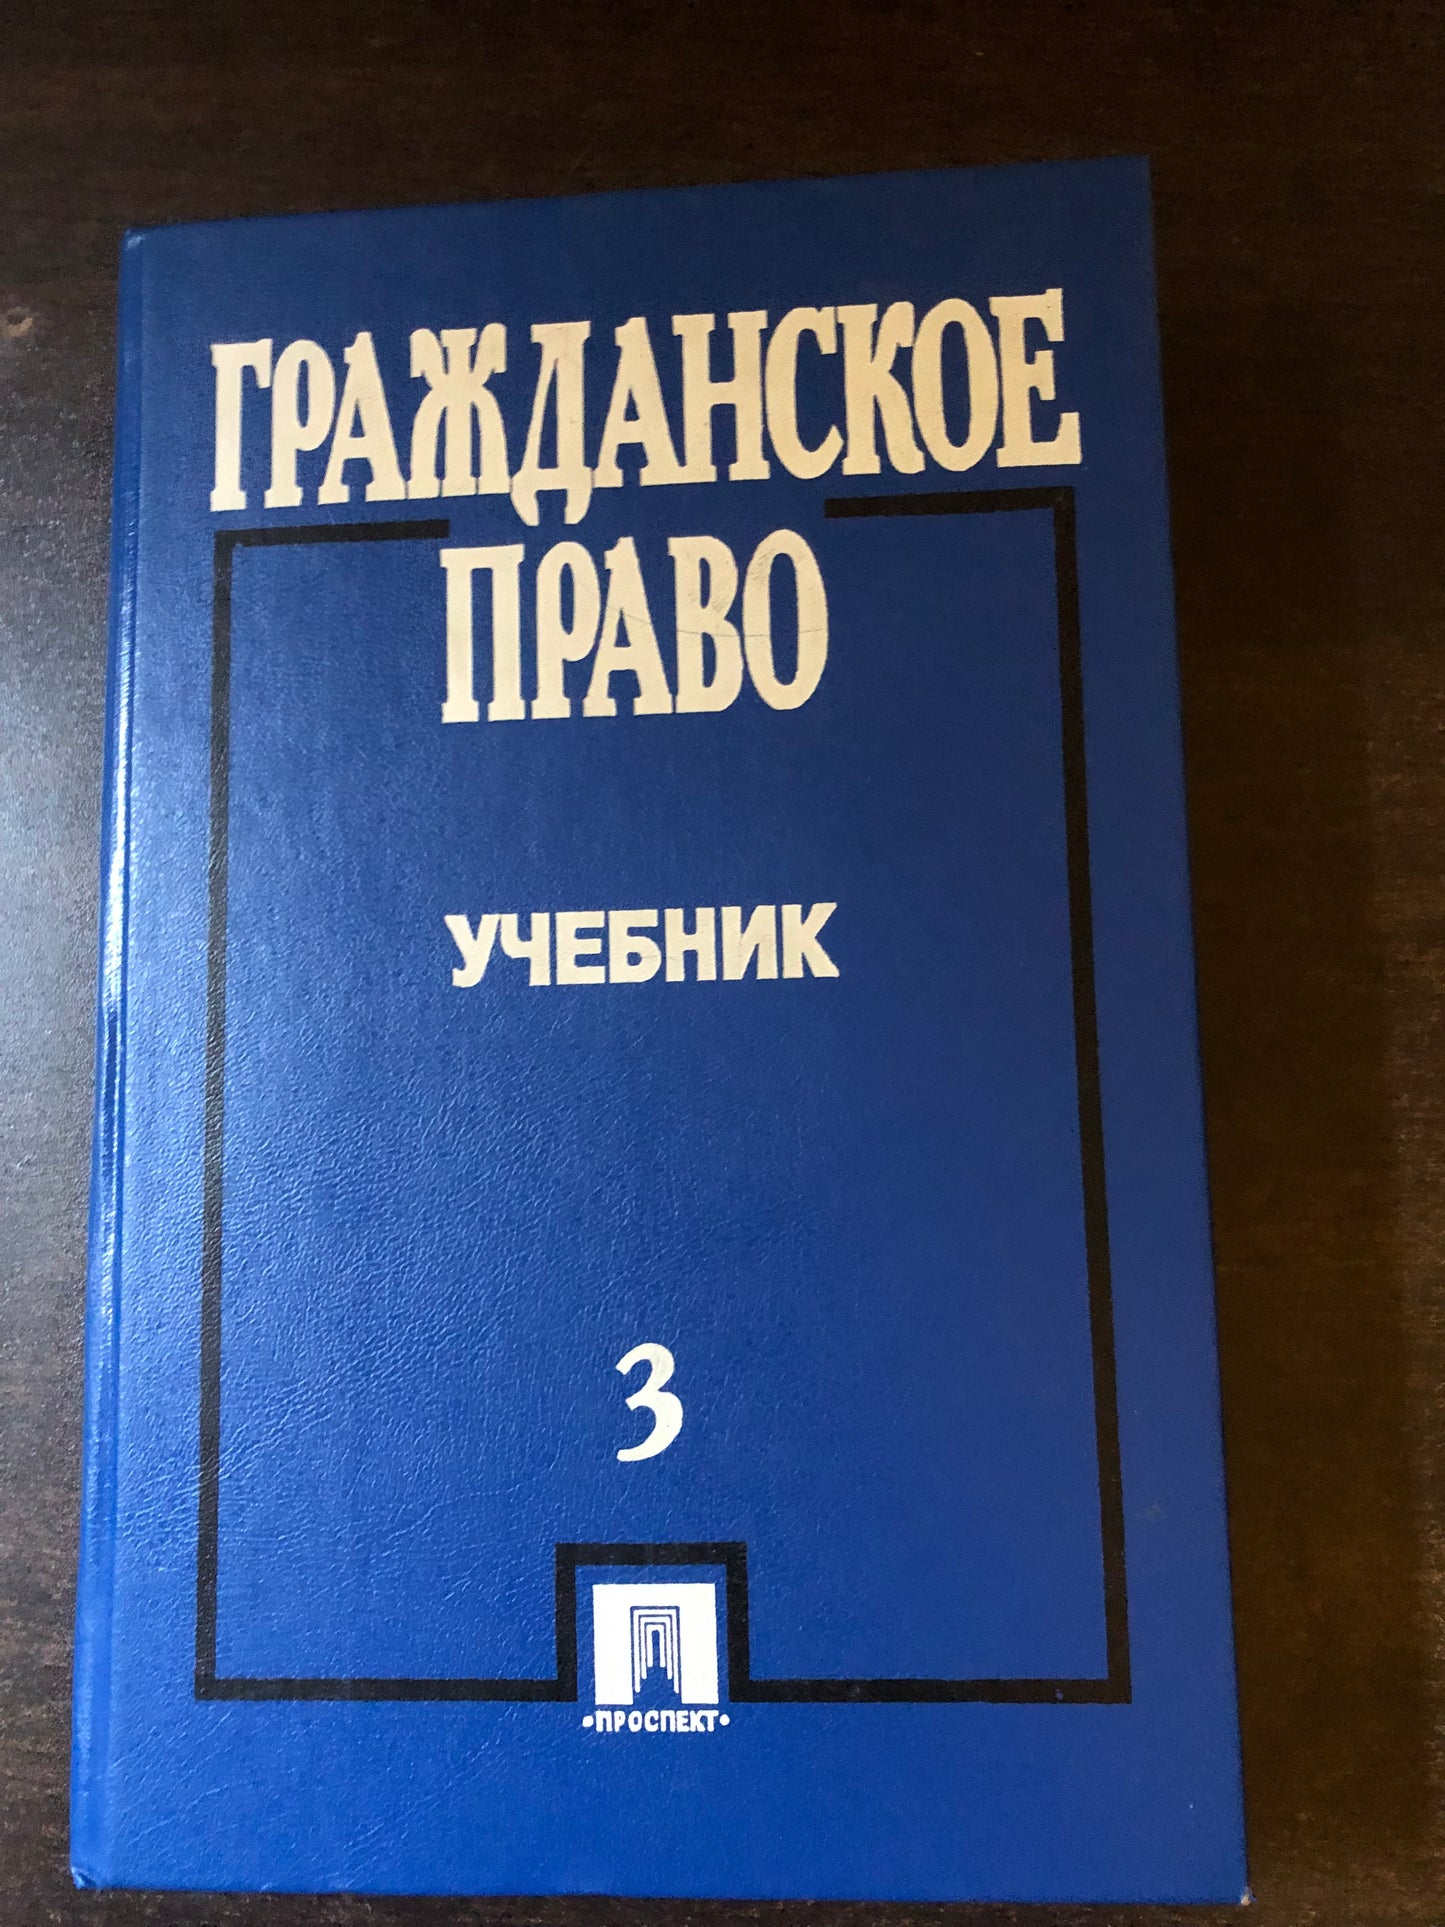 ГРАЖДАНСКОЕ
ПРАВО
УЧЕБНИК
3
•ПРОСПЕКТ•